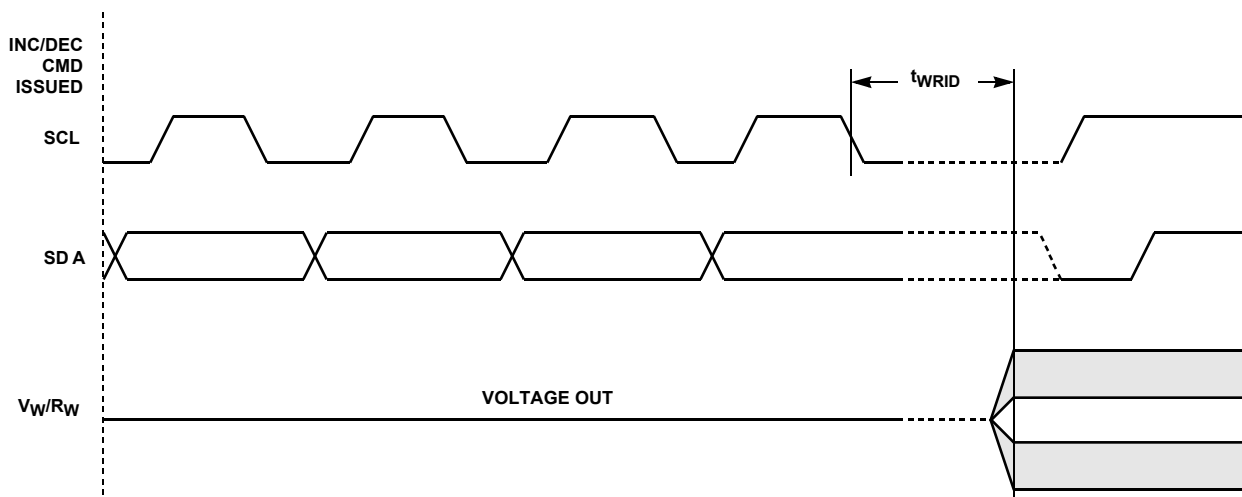 INC/DEC
CMD
ISSUED
tWRID
SCL
SD A
VOLTAGE OUT
VW/RW